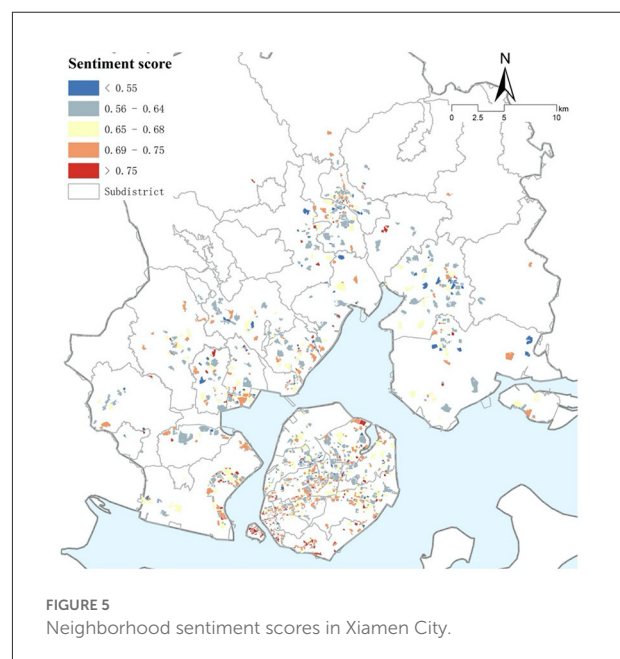 Sentiment score
< 0.55
0.56 - 0.64
0.65 - 0.68
0.69 - 0.75
> 0.75
Subdistrict
N
km
0 2.5 5 10
FIGURE 5
Neighborhood sentiment scores in Xiamen City.